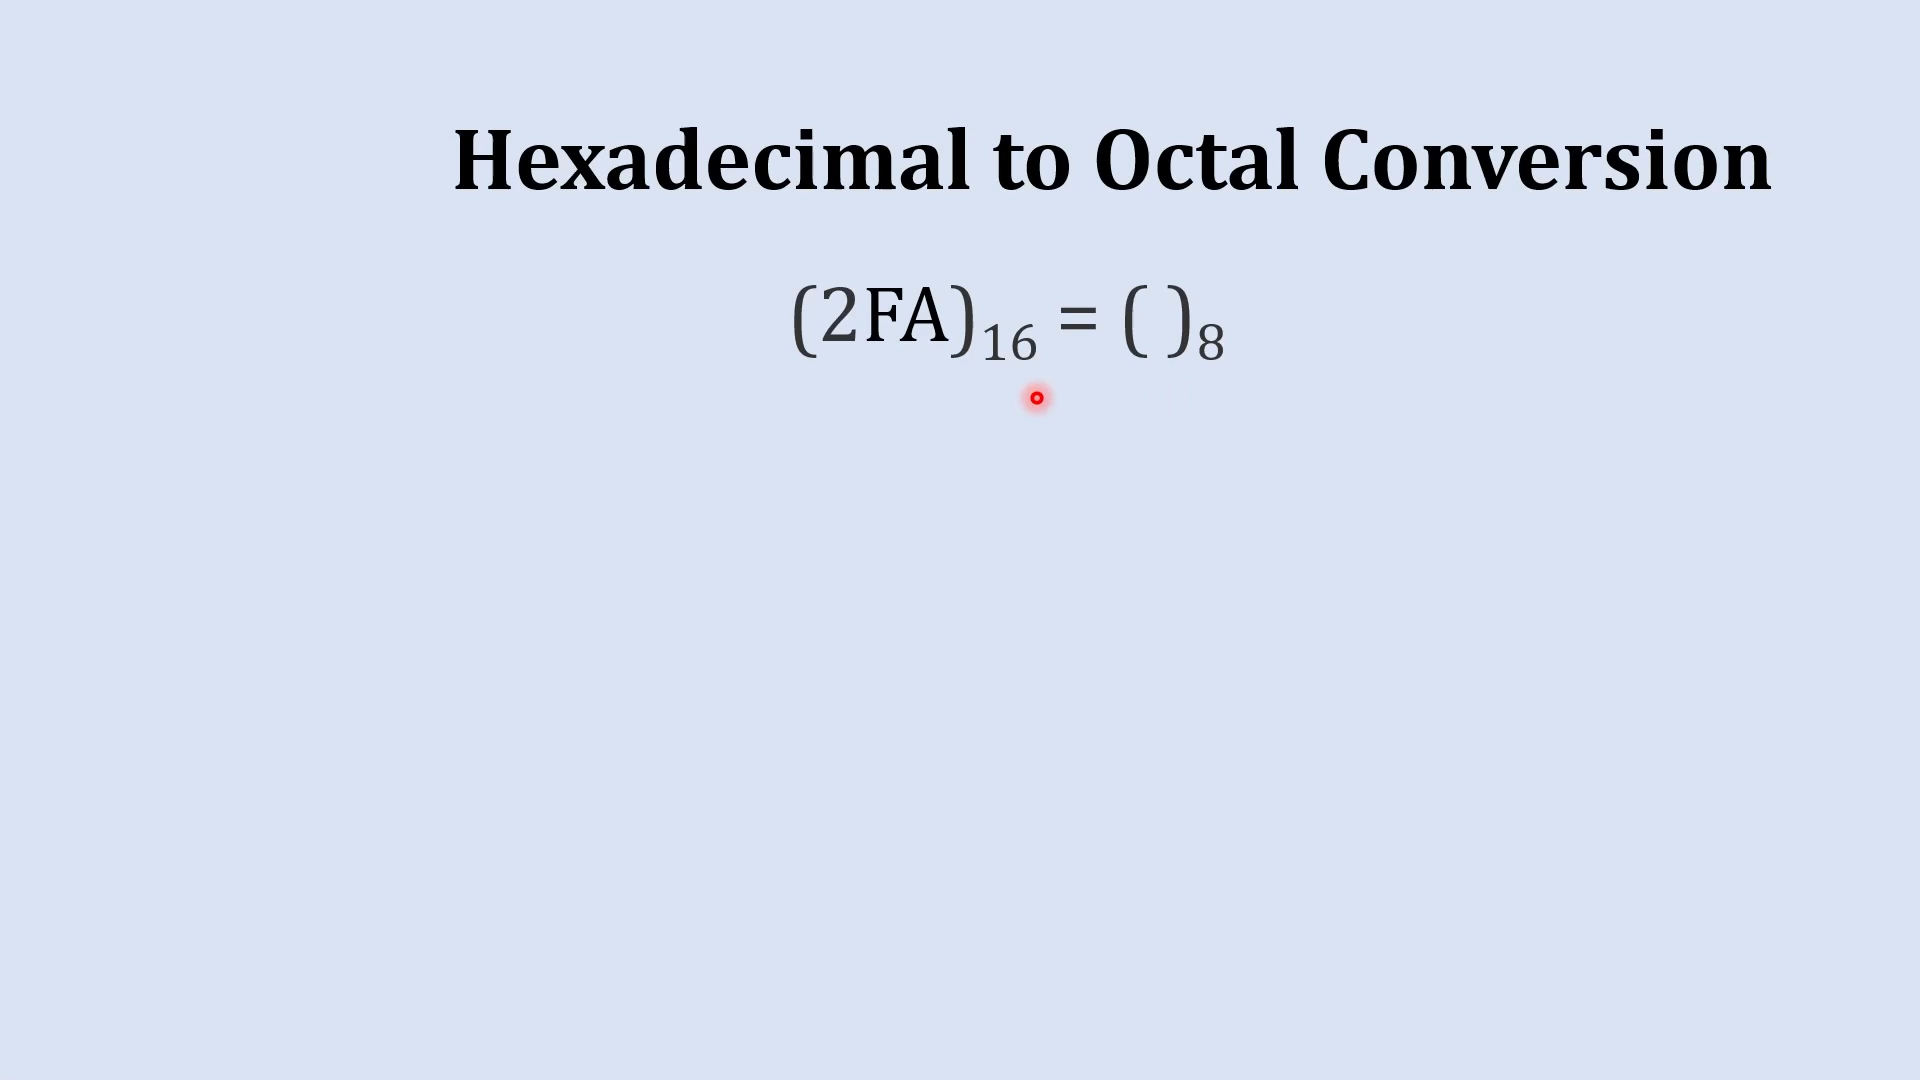 Hexadecimal to Octal Conversion
(2FA)₁₆ = ( )₈